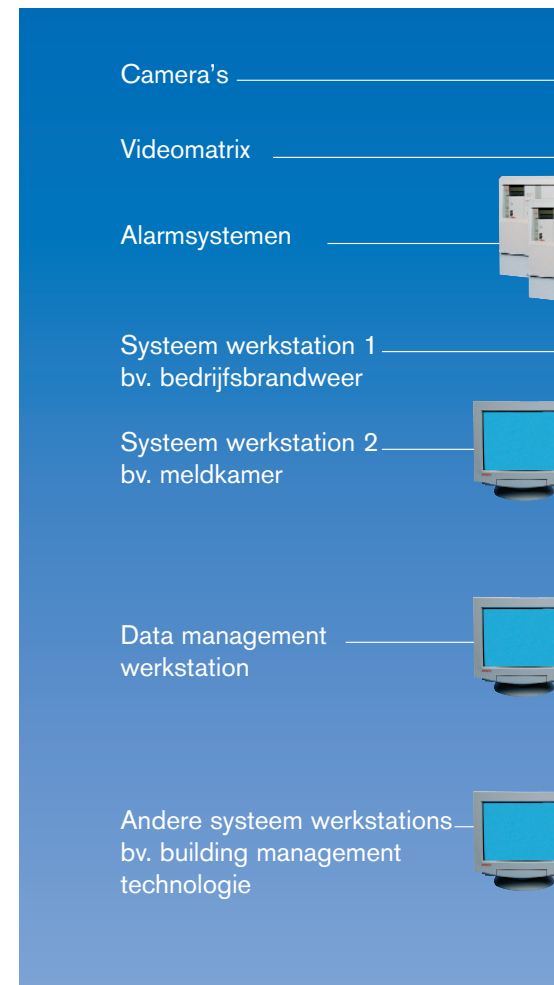 Camera's
Videomatrix
Alarmsystemen
Systeem werkstation 1
bv. bedrijfsbrandweer
Systeem werkstation 2
bv. meldkamer
Data management
werkstation
Andere systeem werkstations
bv. building management
technologie